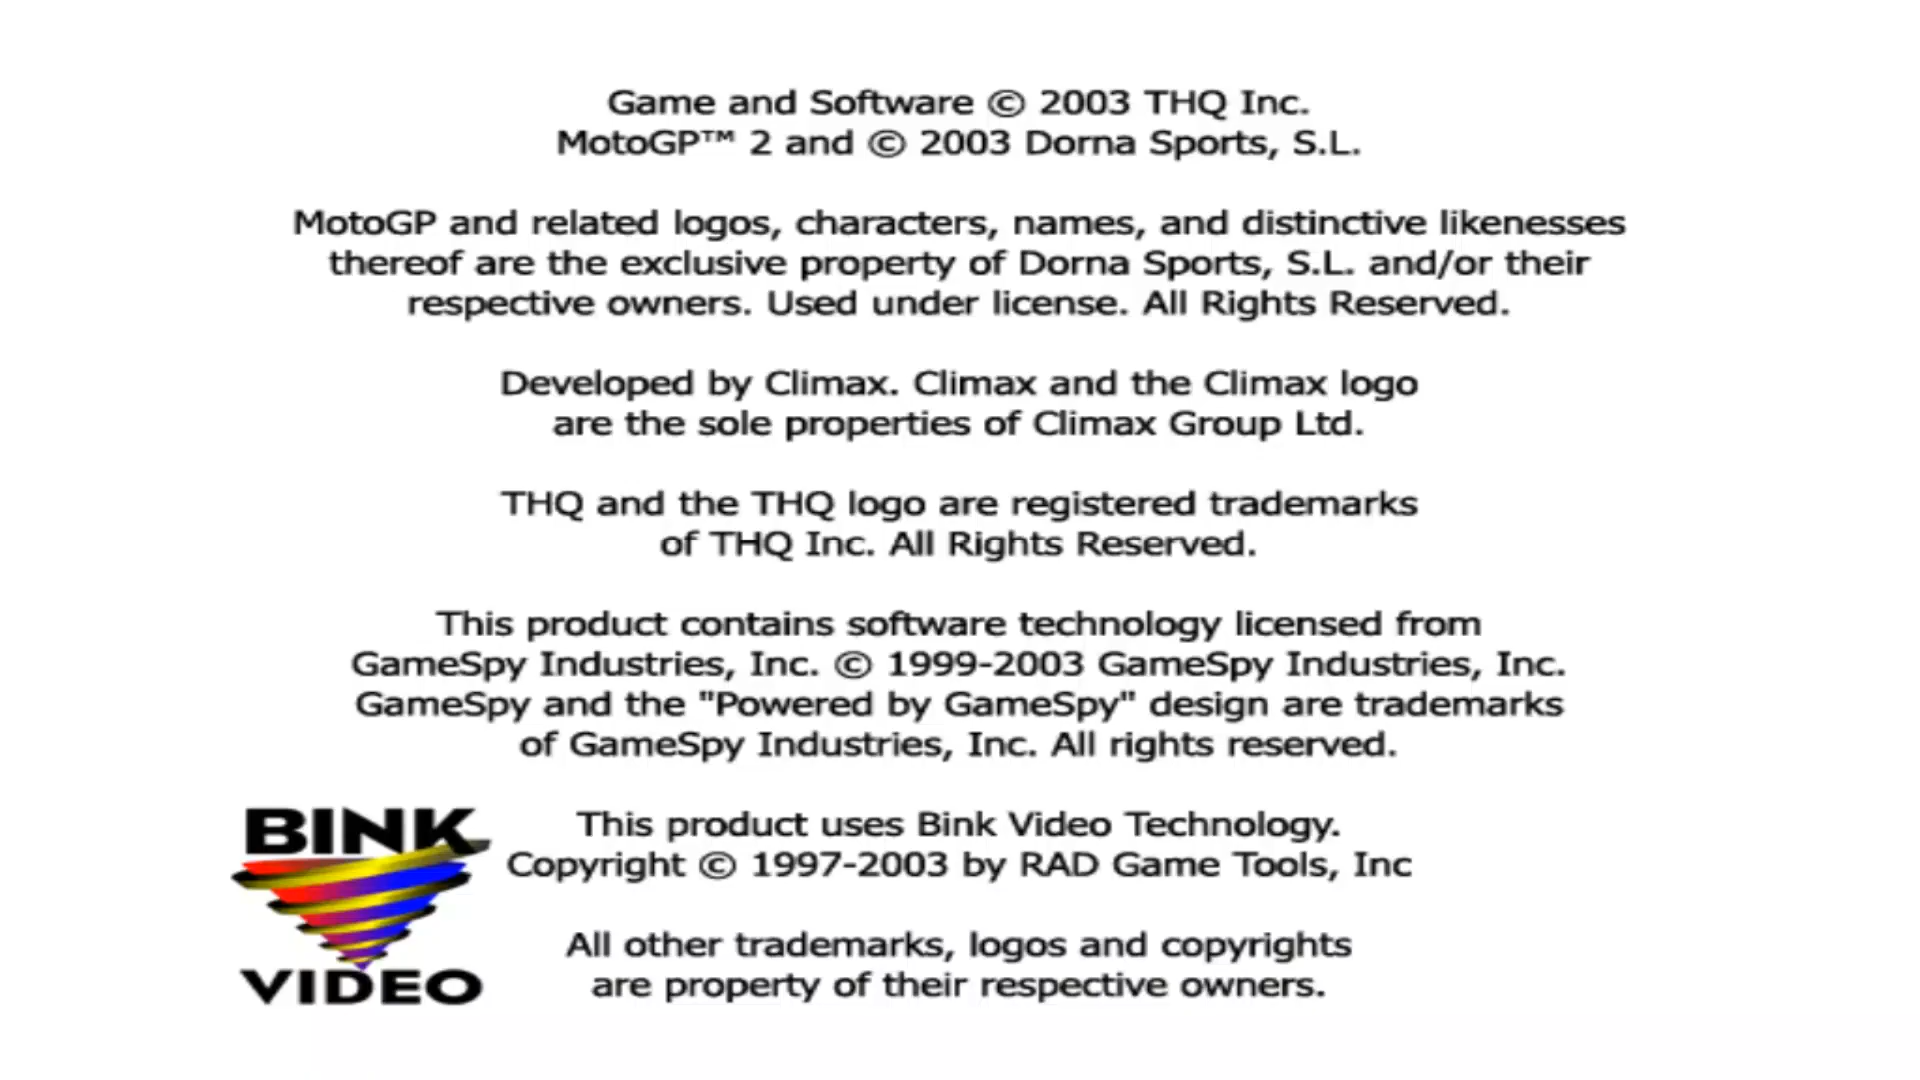 Game and Software © 2003 THQ Inc.
MotoGP™ 2 and © 2003 Dorna Sports, S.L.
MotoGP and related logos, characters, names, and distinctive likenesses
thereof are the exclusive property of Dorna Sports, S.L. and/or their
respective owners. Used under license. All Rights Reserved.
Developed by Climax. Climax and the Climax logo
are the sole properties of Climax Group Ltd.
THQ and the THQ logo are registered trademarks
of THQ Inc. All Rights Reserved.
This product contains software technology licensed from
GameSpy Industries, Inc. © 1999-2003 GameSpy Industries, Inc.
GameSpy and the "Powered by GameSpy" design are trademarks
of GameSpy Industries, Inc. All rights reserved.
BINK
VIDEO
This product uses Bink Video Technology.
Copyright © 1997-2003 by RAD Game Tools, Inc
All other trademarks, logos and copyrights
are property of their respective owners.